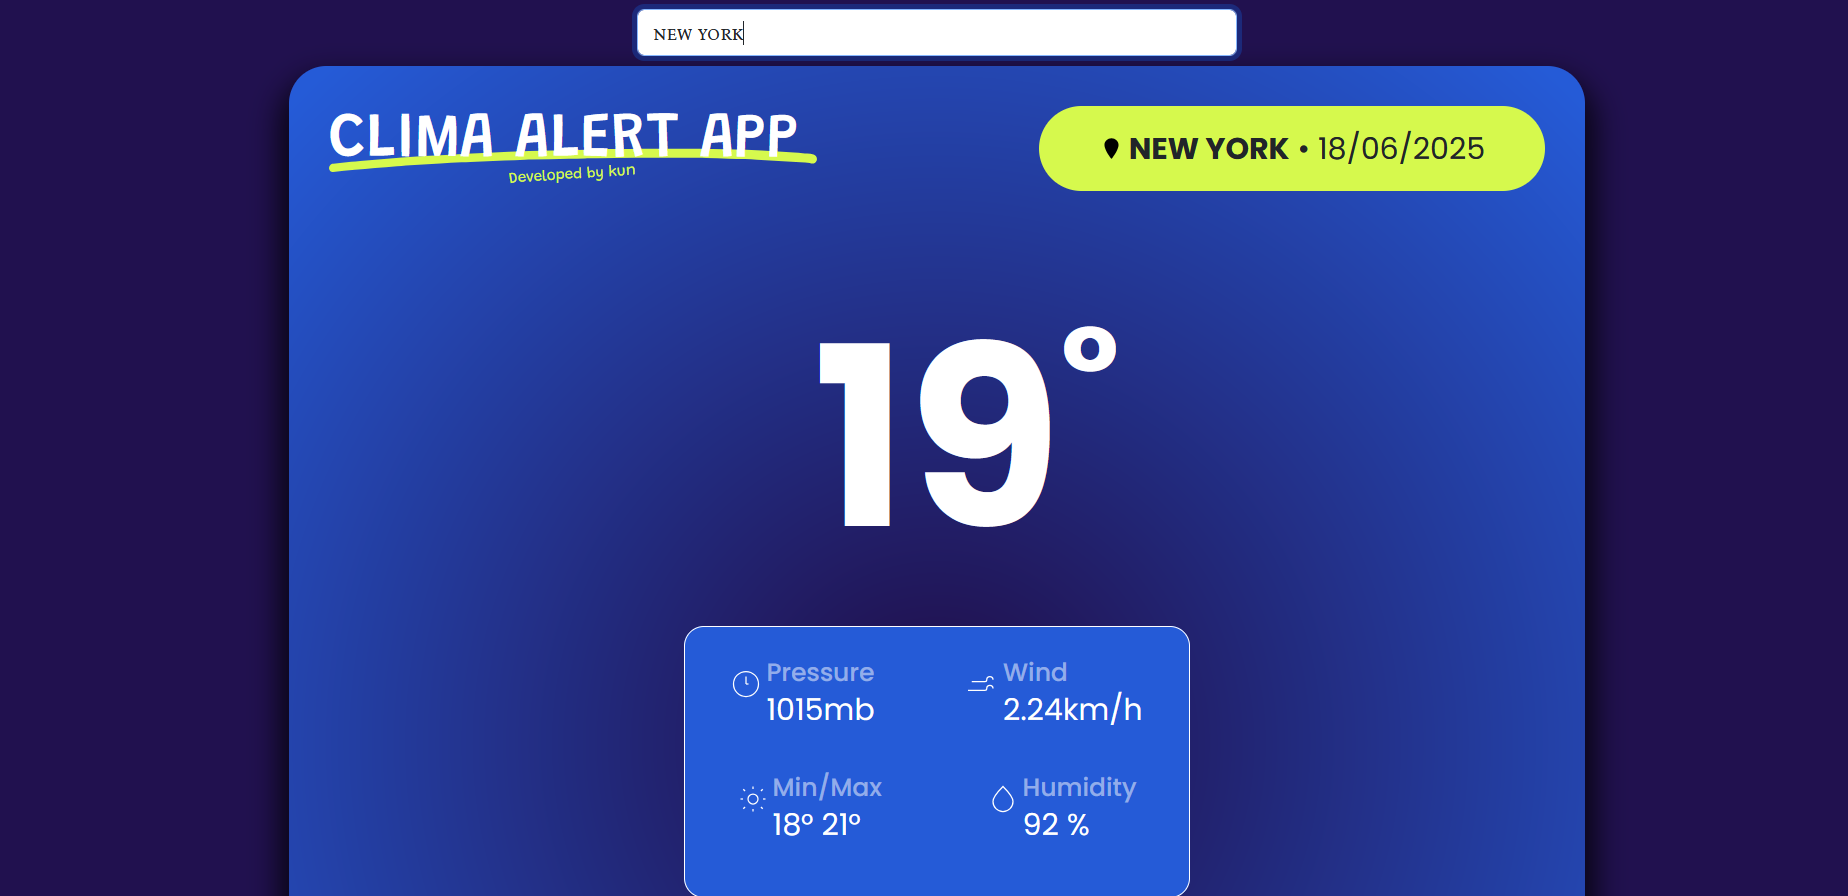 NEW YORK
CLIMA ALERT APP
Developed by kun
NEW YORK • 18/06/2025
19°
Pressure
1015mb
Wind
2.24km/h
Min/Max
18° 21°
Humidity
92 %